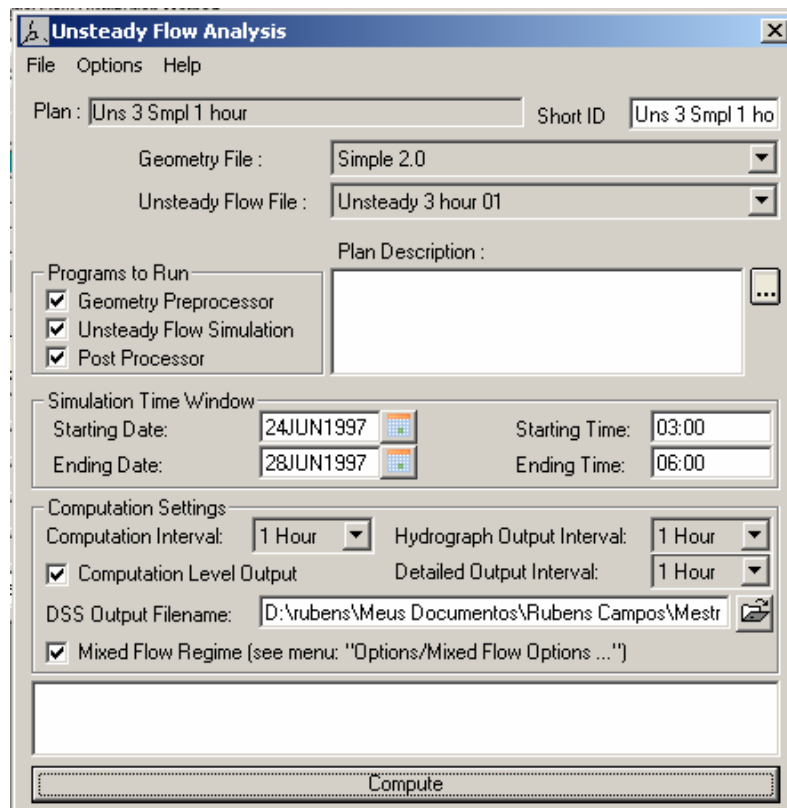 Unsteady Flow Analysis
File Options Help
Plan : Uns 3 Smpl 1 hour Short ID Uns 3 Smpl 1 ho
Geometry File : Simple 2.0
Unsteady Flow File : Unsteady 3 hour 01
Plan Description :
Programs to Run
Geometry Preprocessor
Unsteady Flow Simulation
Post Processor
...
Simulation Time Window
Starting Date: 24JUN1997 Starting Time: 03:00
Ending Date: 28JUN1997 Ending Time: 06:00
Computation Settings
Computation Interval: 1 Hour Hydrograph Output Interval: 1 Hour
Computation Level Output Detailed Output Interval: 1 Hour
DSS Output Filename: D:\rubens\Meus Documentos\Rubens Campos\Mestr
Mixed Flow Regime (see menu: "Options/Mixed Flow Options ...")
Compute